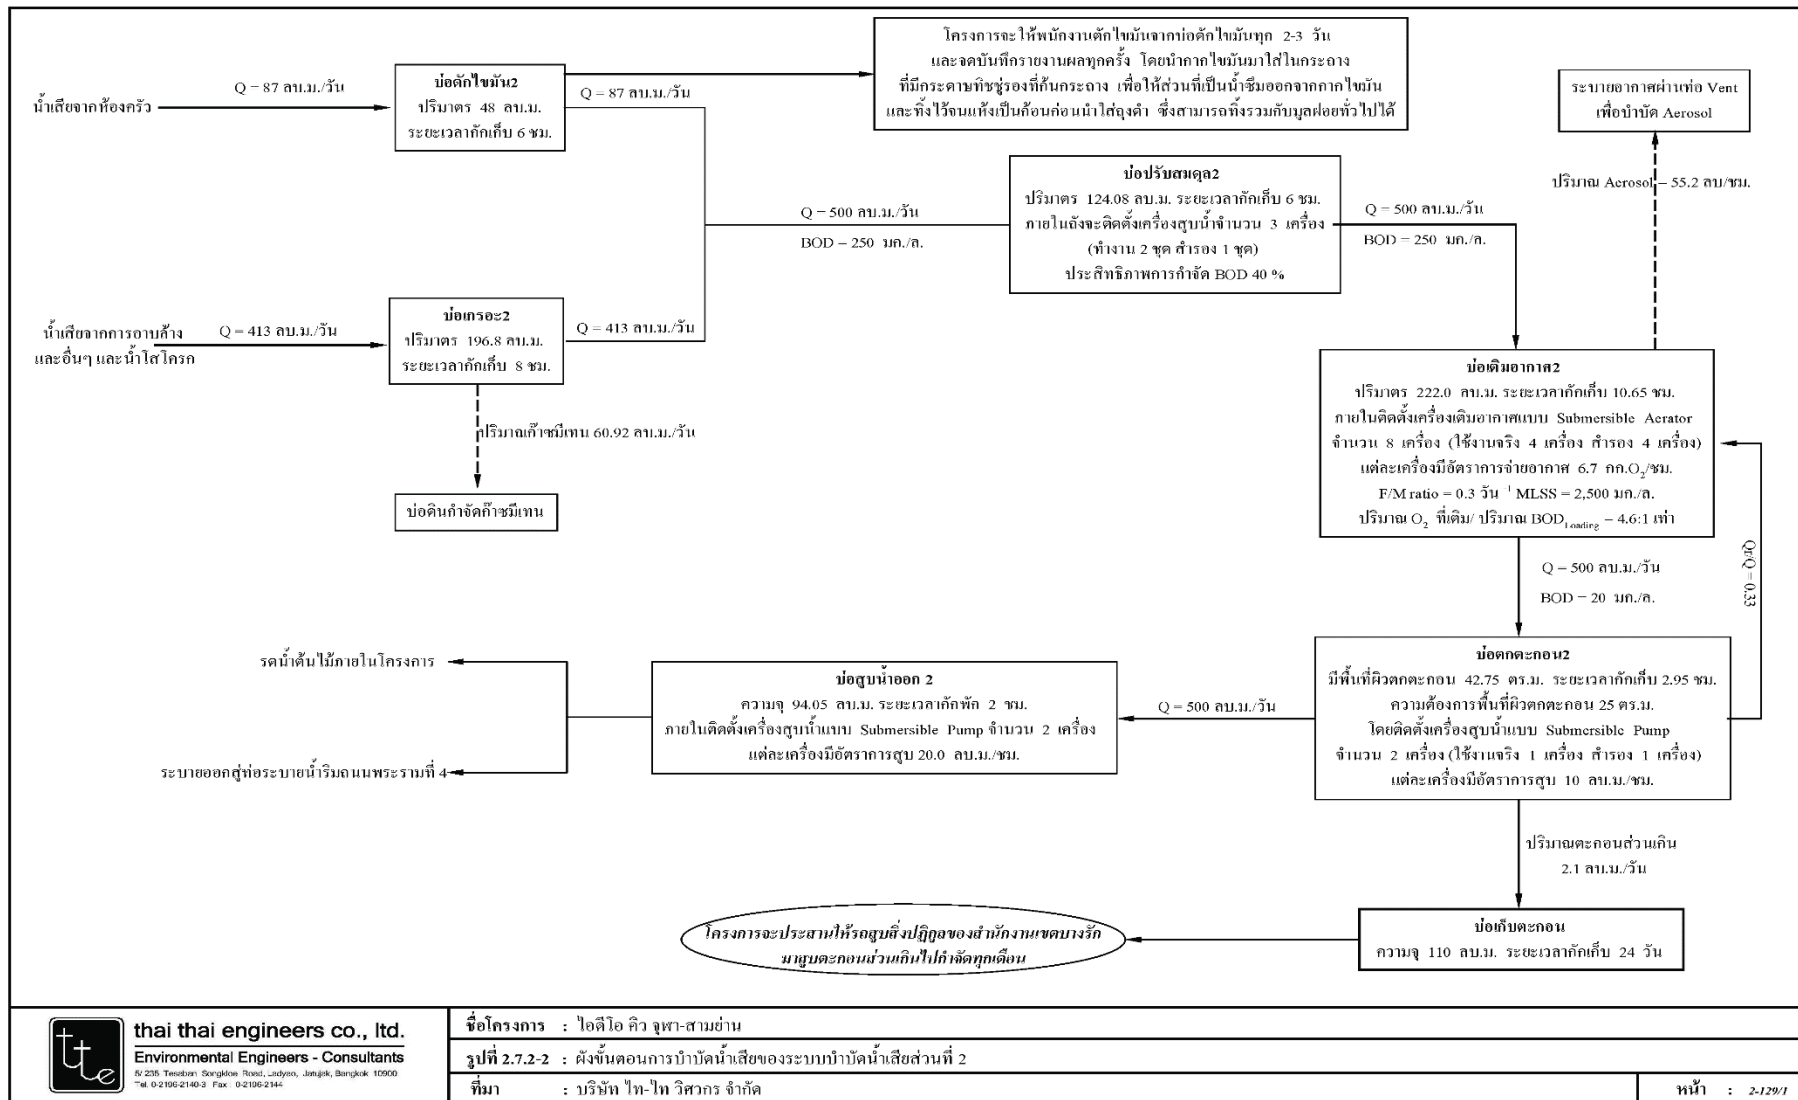 โครงการจะให้พนักงานตักไขมันจากบ่อดักไขมันทุก 2-3 วัน
และจดบันทึกรายงานผลทุกครั้ง โดยนำกากไขมันมาใส่ในกระถาง
ที่มีกระดาษทิชชู่รองที่ก้นกระถาง เพื่อให้ส่วนที่เป็นน้ำซึมออกจากกากไขมัน
และทิ้งไว้จนแห้งเป็นก้อนก่อนนำใส่ถุงดำ ซึ่งสามารถทิ้งรวมกับมูลฝอยทั่วไปได้
น้ำเสียจากห้องครัว
Q = 87 ลบ.ม./วัน
บ่อดักไขมัน2
ปริมาตร 48 ลบ.ม.
ระยะเวลากักเก็บ 6 ชม.
Q = 87 ลบ.ม./วัน
ระบายอากาศผ่านท่อ Vent
เพื่อบำบัด Aerosol
ปริมาณ Aerosol = 55.2 ลบ/ชม.
น้ำเสียจากการอาบล้าง
และอื่นๆ และน้ำโสโครก
Q = 413 ลบ.ม./วัน
บ่อเกรอะ2
ปริมาตร 196.8 ลบ.ม.
ระยะเวลากักเก็บ 8 ชม.
Q = 413 ลบ.ม./วัน
ปริมาณก๊าซมีเทน 60.92 ลบ.ม./วัน
บ่อดินกำจัดก๊าซมีเทน
Q = 500 ลบ.ม./วัน
BOD = 250 มก./ล.
บ่อปรับสมดุล2
ปริมาตร 124.08 ลบ.ม. ระยะเวลากักเก็บ 6 ชม.
ภายในถังจะติดตั้งเครื่องสูบน้ำจำนวน 3 เครื่อง
(ทำงาน 2 ชุด สำรอง 1 ชุด)
ประสิทธิภาพการกำจัด BOD 40 %
Q = 500 ลบ.ม./วัน
BOD = 250 มก./ล.
บ่อเติมอากาศ2
ปริมาตร 222.0 ลบ.ม. ระยะเวลากักเก็บ 10.65 ชม.
ภายในติดตั้งเครื่องเติมอากาศแบบ Submersible Aerator
จำนวน 8 เครื่อง (ใช้งานจริง 4 เครื่อง สำรอง 4 เครื่อง)
แต่ละเครื่องมีอัตราการจ่ายอากาศ 6.7 กก.O₂/ชม.
F/M ratio = 0.3 วัน ⁻¹ MLSS = 2,500 มก./ล.
ปริมาณ O₂ ที่เติม/ ปริมาณ BOD Loading = 4.6:1 เท่า
Q = 500 ลบ.ม./วัน
BOD = 20 มก./ล.
Qr/Q = 0.33
บ่อตกตะกอน2
มีพื้นที่ผิวตกตะกอน 42.75 ตร.ม. ระยะเวลากักเก็บ 2.95 ชม.
ความต้องการพื้นที่ผิวตกตะกอน 25 ตร.ม.
โดยติดตั้งเครื่องสูบน้ำแบบ Submersible Pump
จำนวน 2 เครื่อง (ใช้งานจริง 1 เครื่อง สำรอง 1 เครื่อง)
แต่ละเครื่องมีอัตราการสูบ 10 ลบ.ม./ชม.
Q = 500 ลบ.ม./วัน
บ่อสูบน้ำออก 2
ความจุ 94.05 ลบ.ม. ระยะเวลากักพัก 2 ชม.
ภายในติดตั้งเครื่องสูบน้ำแบบ Submersible Pump จำนวน 2 เครื่อง
แต่ละเครื่องมีอัตราการสูบ 20.0 ลบ.ม./ชม.
รดน้ำต้นไม้ภายในโครงการ
ระบายออกสู่ท่อระบายน้ำริมถนนพระรามที่ 4
ปริมาณตะกอนส่วนเกิน
2.1 ลบ.ม./วัน
บ่อเก็บตะกอน
ความจุ 110 ลบ.ม. ระยะเวลากักเก็บ 24 วัน
โครงการจะประสานให้รถสูบสิ่งปฏิกูลของสำนักงานเขตบางรัก
มาสูบตะกอนส่วนเกินไปกำจัดทุกเดือน
tte
thai thai engineers co., ltd.
Environmental Engineers - Consultants
5/ 235 Tesaban Songkloe Road, Ladyao, Jatujak, Bangkok 10900
Tel. 0-2196-2140-3 Fax : 0-2196-2144
ชื่อโครงการ : ไอดีโอ คิว จุฬา-สามย่าน
รูปที่ 2.7.2-2 : ผังขั้นตอนการบำบัดน้ำเสียของระบบบำบัดน้ำเสียส่วนที่ 2
ที่มา : บริษัท ไท-ไท วิศวกร จำกัด
หน้า : 2-129/1